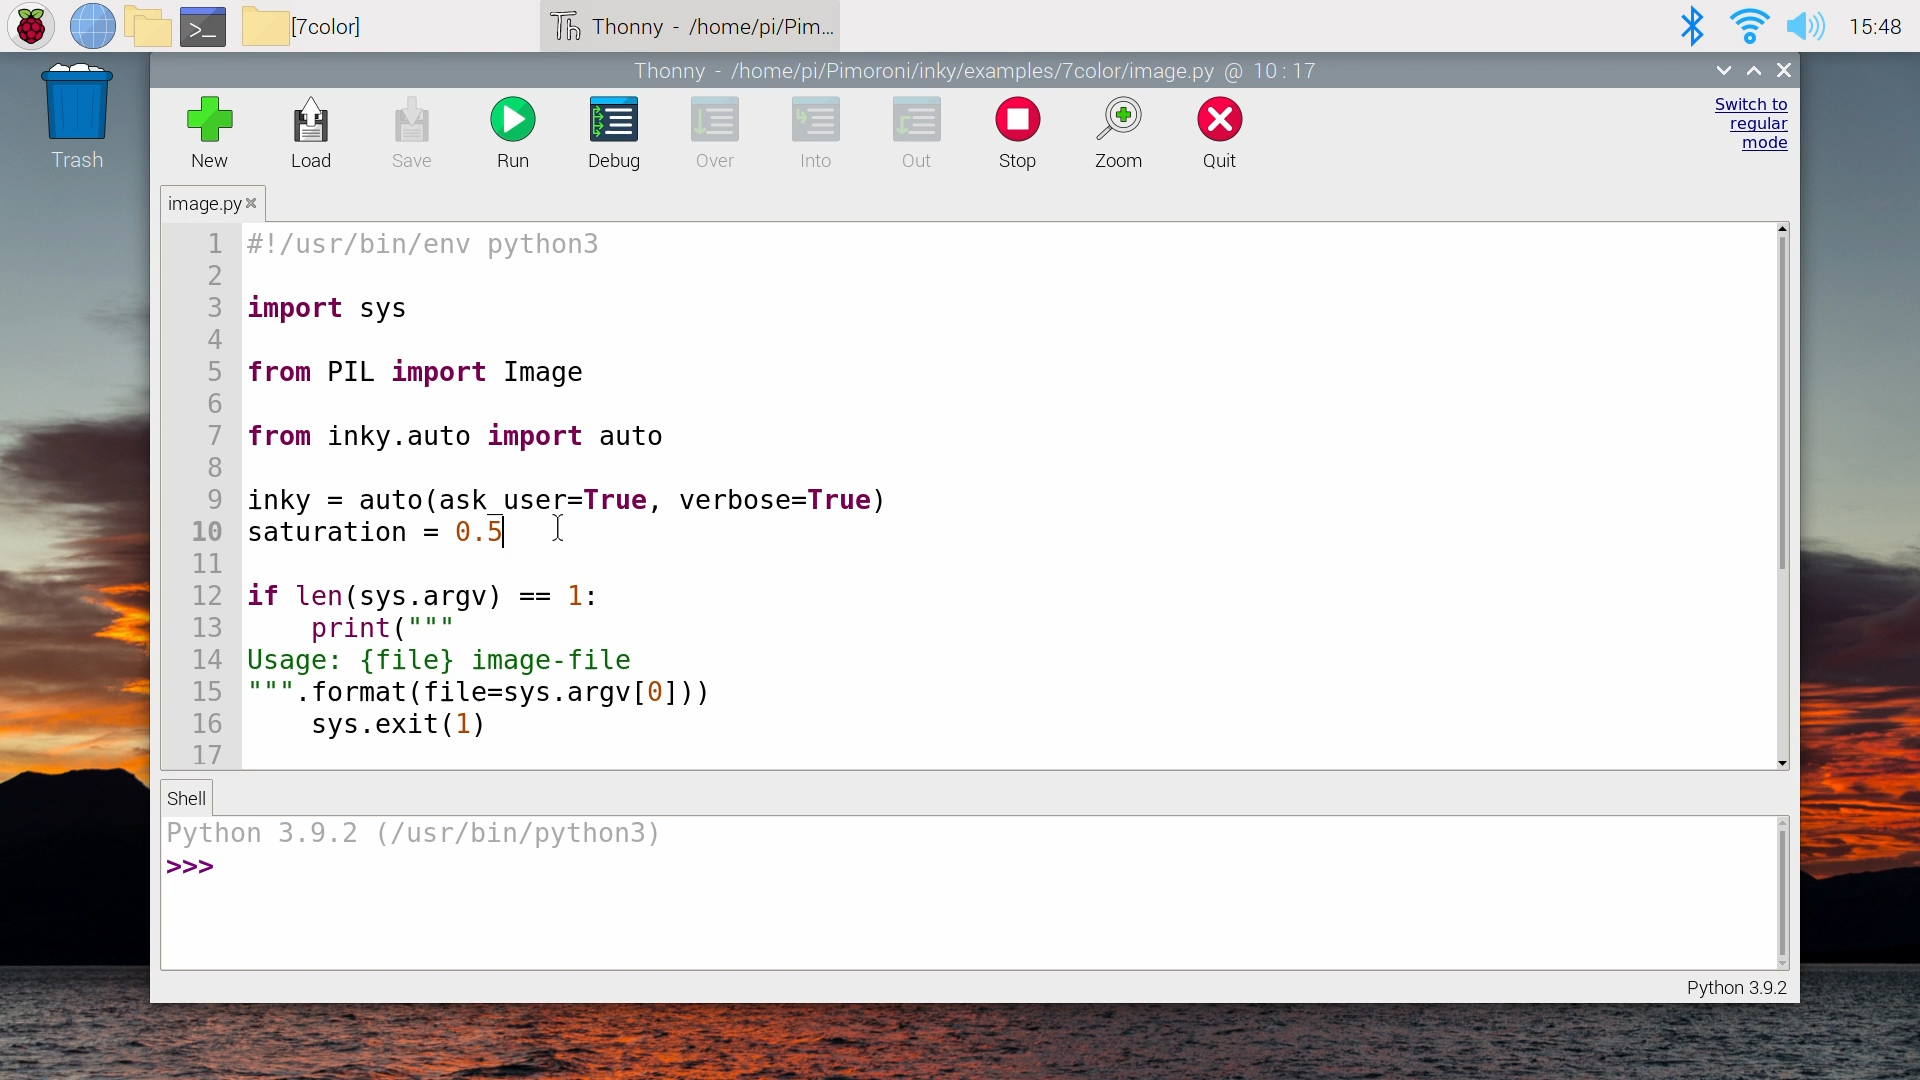 [7color]
Thonny - /home/pi/Pim...
15:48
Trash
Thonny - /home/pi/Pimoroni/inky/examples/7color/image.py @ 10 : 17
New
Load
Save
Run
Debug
Over
Into
Out
Stop
Zoom
Quit
Switch to
regular
mode
image.py
1 #!/usr/bin/env python3
2
3 import sys
4
5 from PIL import Image
6
7 from inky.auto import auto
8
9 inky = auto(ask_user=True, verbose=True)
10 saturation = 0.5
11
12 if len(sys.argv) == 1:
13     print("""
14 Usage: {file} image-file
15 """.format(file=sys.argv[0]))
16     sys.exit(1)
17
Shell
Python 3.9.2 (/usr/bin/python3)
>>>
Python 3.9.2